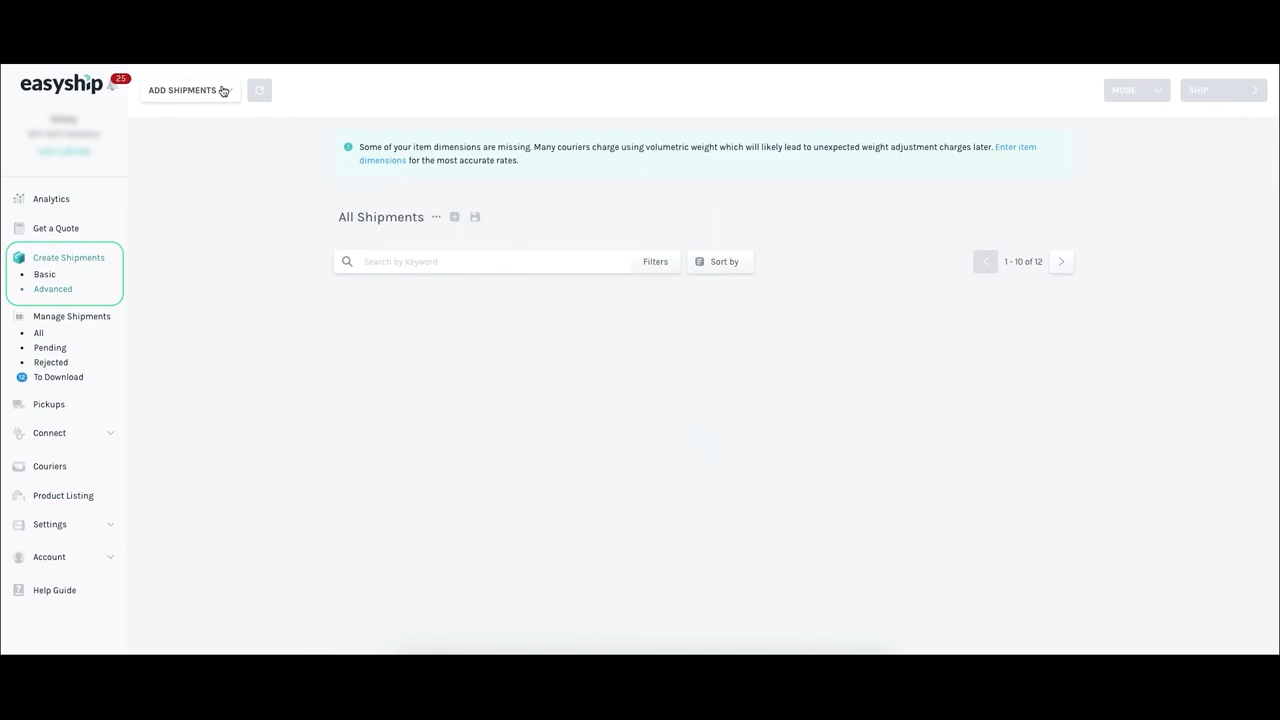 easyship
25
ADD SHIPMENTS
MORE
SHIP
Some of your item dimensions are missing. Many couriers charge using volumetric weight which will likely lead to unexpected weight adjustment charges later. Enter item
dimensions for the most accurate rates.
Analytics
Get a Quote
Create Shipments
Basic
Advanced
Manage Shipments
All
Pending
Rejected
12
To Download
Pickups
Connect
Couriers
Product Listing
Settings
Account
Help Guide
All Shipments
Search by keyword
Filters
Sort by
1 - 10 of 12